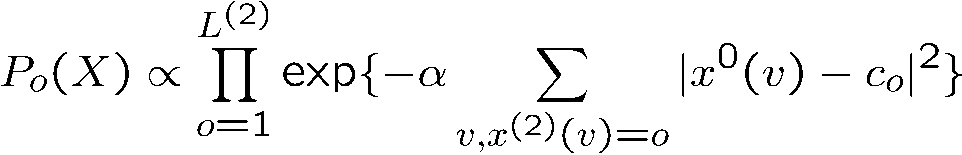 P_o(X) ∝ ∏_{o=1}^{L^{(2)}} exp{−α ∑_{v,x^{(2)}(v)=o} |x^0(v) − c_o|^2}